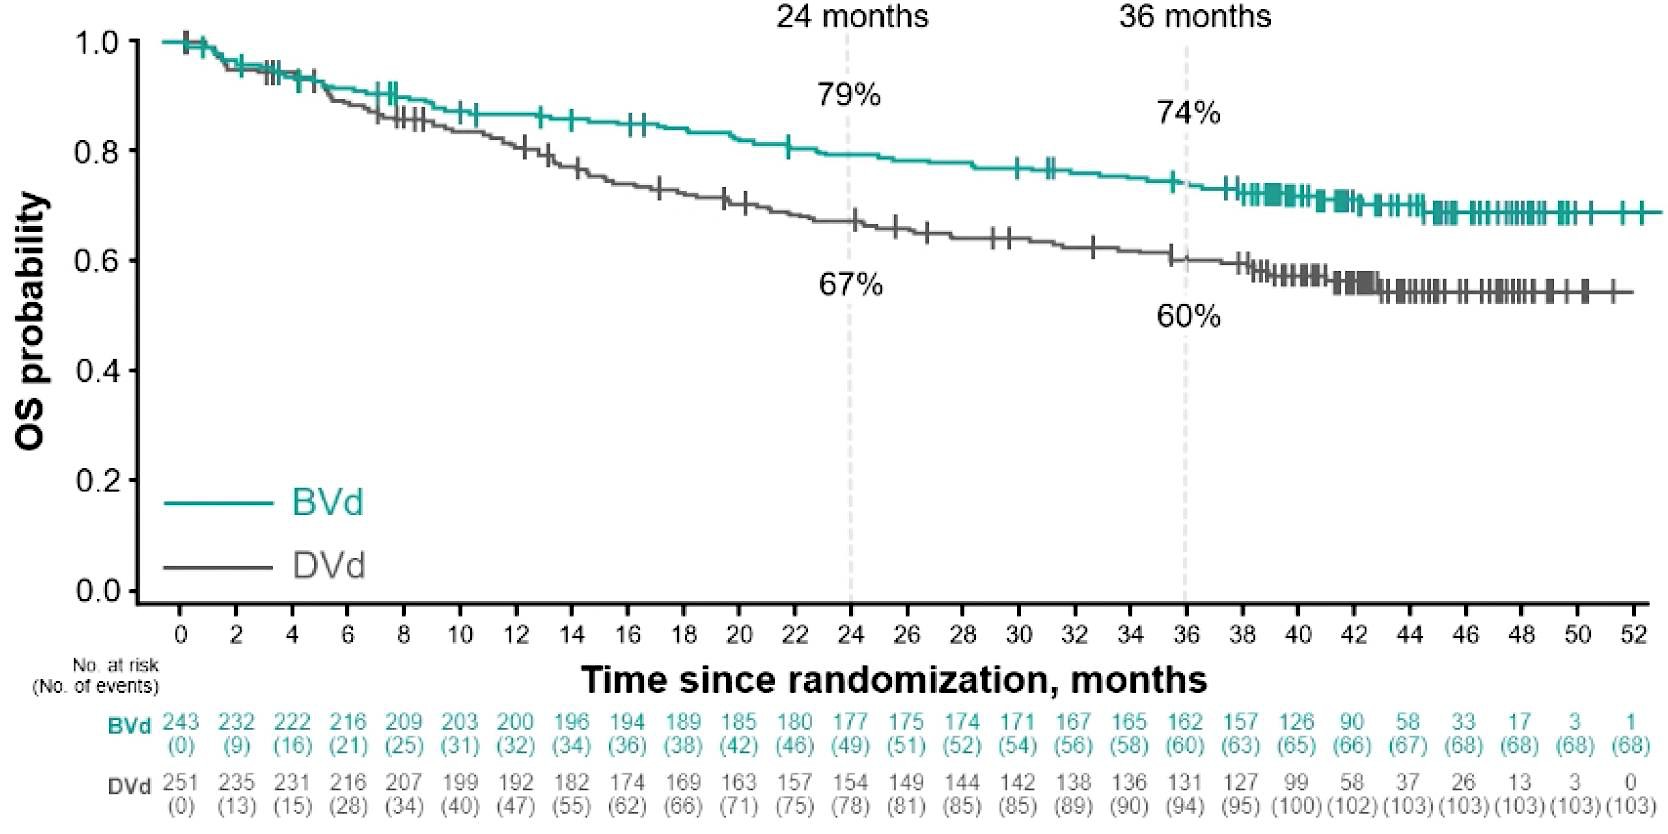 24 months 36 months
1.0
79% 74%
0.8
0.6
67%
60%
0.4
0.2
0.0
OS probability
BVd
DVd
0 2 4 6 8 10 12 14 16 18 20 22 24 26 28 30 32 34 36 38 40 42 44 46 48 50 52
Time since randomization, months
No. at risk
(No. of events)
BVd 243 232 222 216 209 203 200 196 194 189 185 180 177 175 174 171 167 165 162 157 126 90 58 33 17 3 1
(0) (9) (16) (21) (25) (31) (32) (34) (36) (38) (42) (46) (49) (51) (52) (54) (56) (58) (60) (63) (65) (66) (67) (68) (68) (68) (68)
DVd 251 235 231 216 207 199 192 182 174 169 163 157 154 149 144 142 138 136 131 127 99 58 37 26 13 3 0
(0) (13) (15) (28) (34) (40) (47) (55) (62) (66) (71) (75) (78) (81) (85) (85) (89) (90) (94) (95) (100) (102) (103) (103) (103) (103) (103)